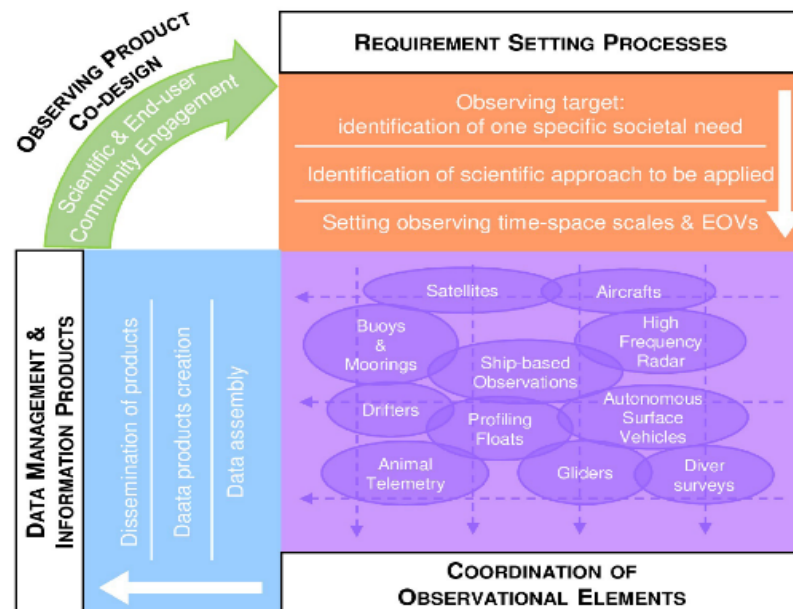 OBSERVING PRODUCT
CO-DESIGN
Scientific & End-user
Community Engagement
REQUIREMENT SETTING PROCESSES
Observing target:
identification of one specific societal need
Identification of scientific approach to be applied
Setting observing time-space scales & EOVs
Satellites
Aircrafts
Buoys
&
Moorings
High
Frequency
Radar
Ship-based
Observations
Drifters
Profiling
Floats
Autonomous
Surface
Vehicles
Animal
Telemetry
Gliders
Diver
surveys
COORDINATION OF
OBSERVATIONAL ELEMENTS
Data assembly
Daata products creation
Dissemination of products
DATA MANAGEMENT &
INFORMATION PRODUCTS